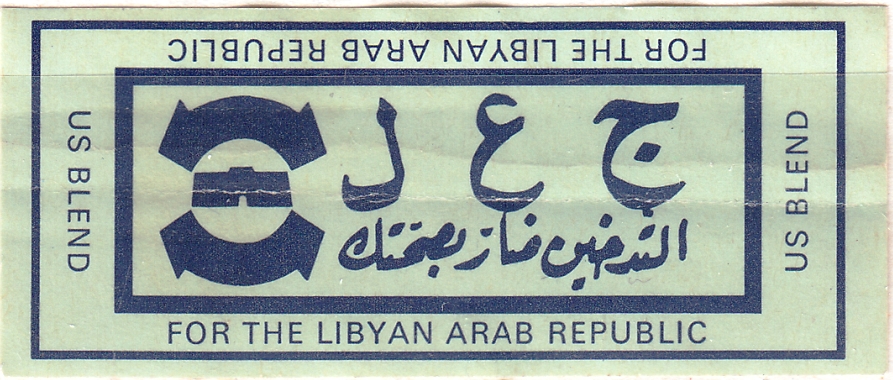 FOR THE LIBYAN ARAB REPUBLIC
US BLEND
ج ع ل
التدخين ضار بصحتك
US BLEND
FOR THE LIBYAN ARAB REPUBLIC